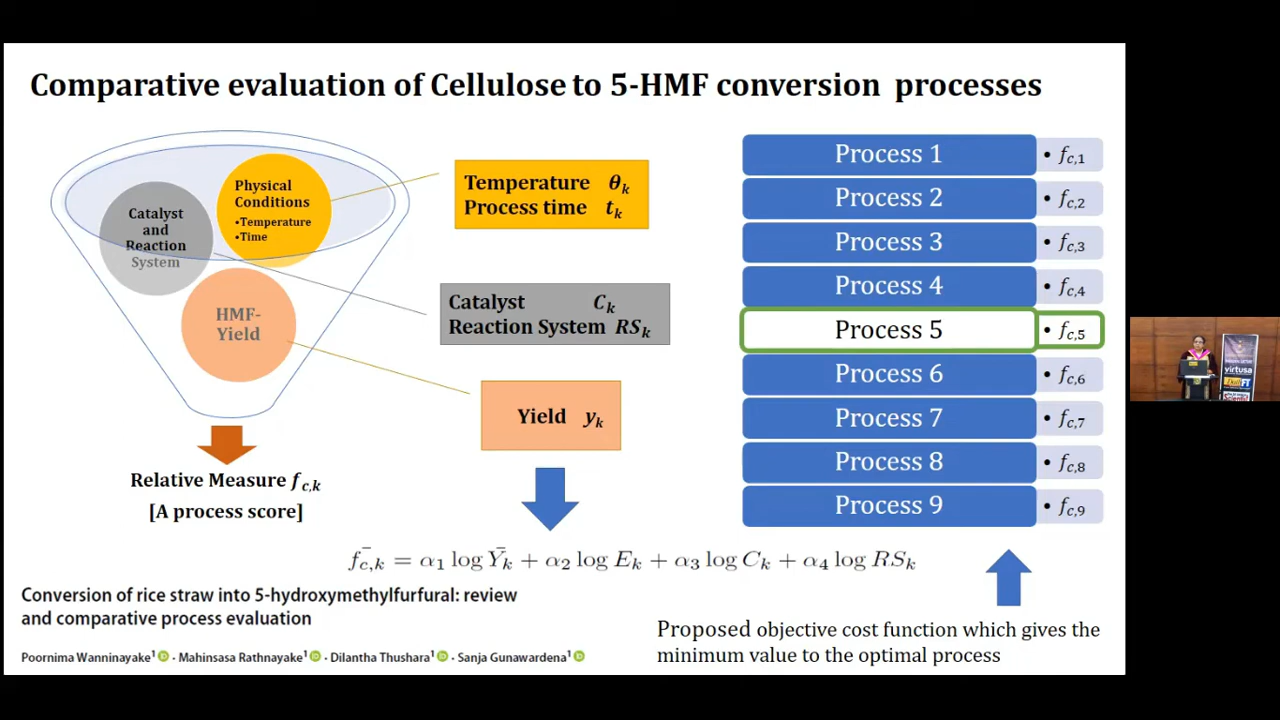 Comparative evaluation of Cellulose to 5-HMF conversion processes
Physical
Conditions
•Temperature
•Time
Catalyst
and
Reaction
System
HMF-
Yield
Relative Measure f c,k
[A process score]
Temperature θk
Process time tk
Catalyst Ck
Reaction System RSk
Yield yk
f̄c,k = α1 log Ȳk + α2 log Ek + α3 log Ck + α4 log RSk
Process 1 • fc,1
Process 2 • fc,2
Process 3 • fc,3
Process 4 • fc,4
Process 5 • fc,5
Process 6 • fc,6
Process 7 • fc,7
Process 8 • fc,8
Process 9 • fc,9
Proposed objective cost function which gives the
minimum value to the optimal process
Conversion of rice straw into 5-hydroxymethylfurfural: review
and comparative process evaluation
Poornima Wanninayake1 iD · Mahinsasa Rathnayake1 iD · Dilantha Thushara1 iD · Sanja Gunawardena1 iD
virtusa